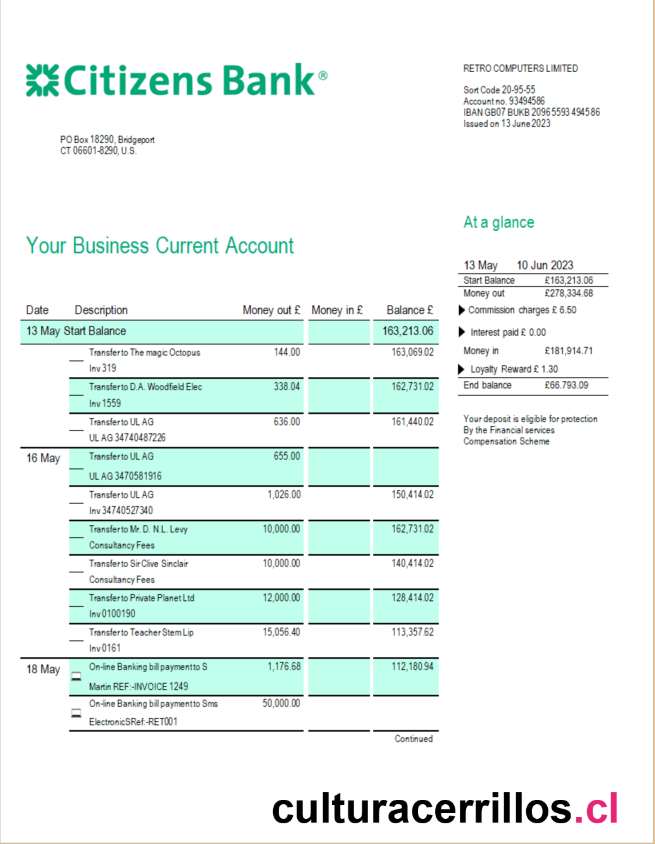 Citizens Bank®
PO Box 18290, Bridgeport
CT 06601-8290, U.S.
RETRO COMPUTERS LIMITED
Sort Code 20-95-55
Account no. 93494586
IBAN GB07 BUKB 2096 5593 4945 86
Issued on 13 June 2023
Your Business Current Account
At a glance
13 May 10 Jun 2023
Start Balance £163,213.06
Money out £278,334.68
Commission charges £ 6.50
Interest paid £ 0.00
Money in £181,914.71
Loyalty Reward £ 1.30
End balance £66.793.09
Your deposit is eligible for protection
By the Financial services
Compensation Scheme
Date Description Money out £ Money in £ Balance £
13 May Start Balance 163,213.06
Transfer to The magic Octopus 144.00 163,069.02
Inv 319
Transfer to D.A. Woodfield Elec 338.04 162,731.02
Inv 1559
Transfer to UL AG 636.00 161,440.02
UL AG 34740487226
16 May Transfer to UL AG 655.00
UL AG 3470581916
Transfer to UL AG 1,026.00 150,414.02
Inv 34740527340
Transfer to Mr. D. N.L. Levy 10,000.00 162,731.02
Consultancy Fees
Transfer to Sir Clive Sinclair 10,000.00 140,414.02
Consultancy Fees
Transfer to Private Planet Ltd 12,000.00 128,414.02
Inv 0100190
Transfer to Teacher Stem Lip 15,056.40 113,357.62
Inv 0161
18 May On-line Banking bill payment to S 1,176.68 112,180.94
Martin REF:-INVOICE 1249
On-line Banking bill payment to Sms 50,000.00
ElectronicSRef:-RET001
Continued
culturacerrillos.cl